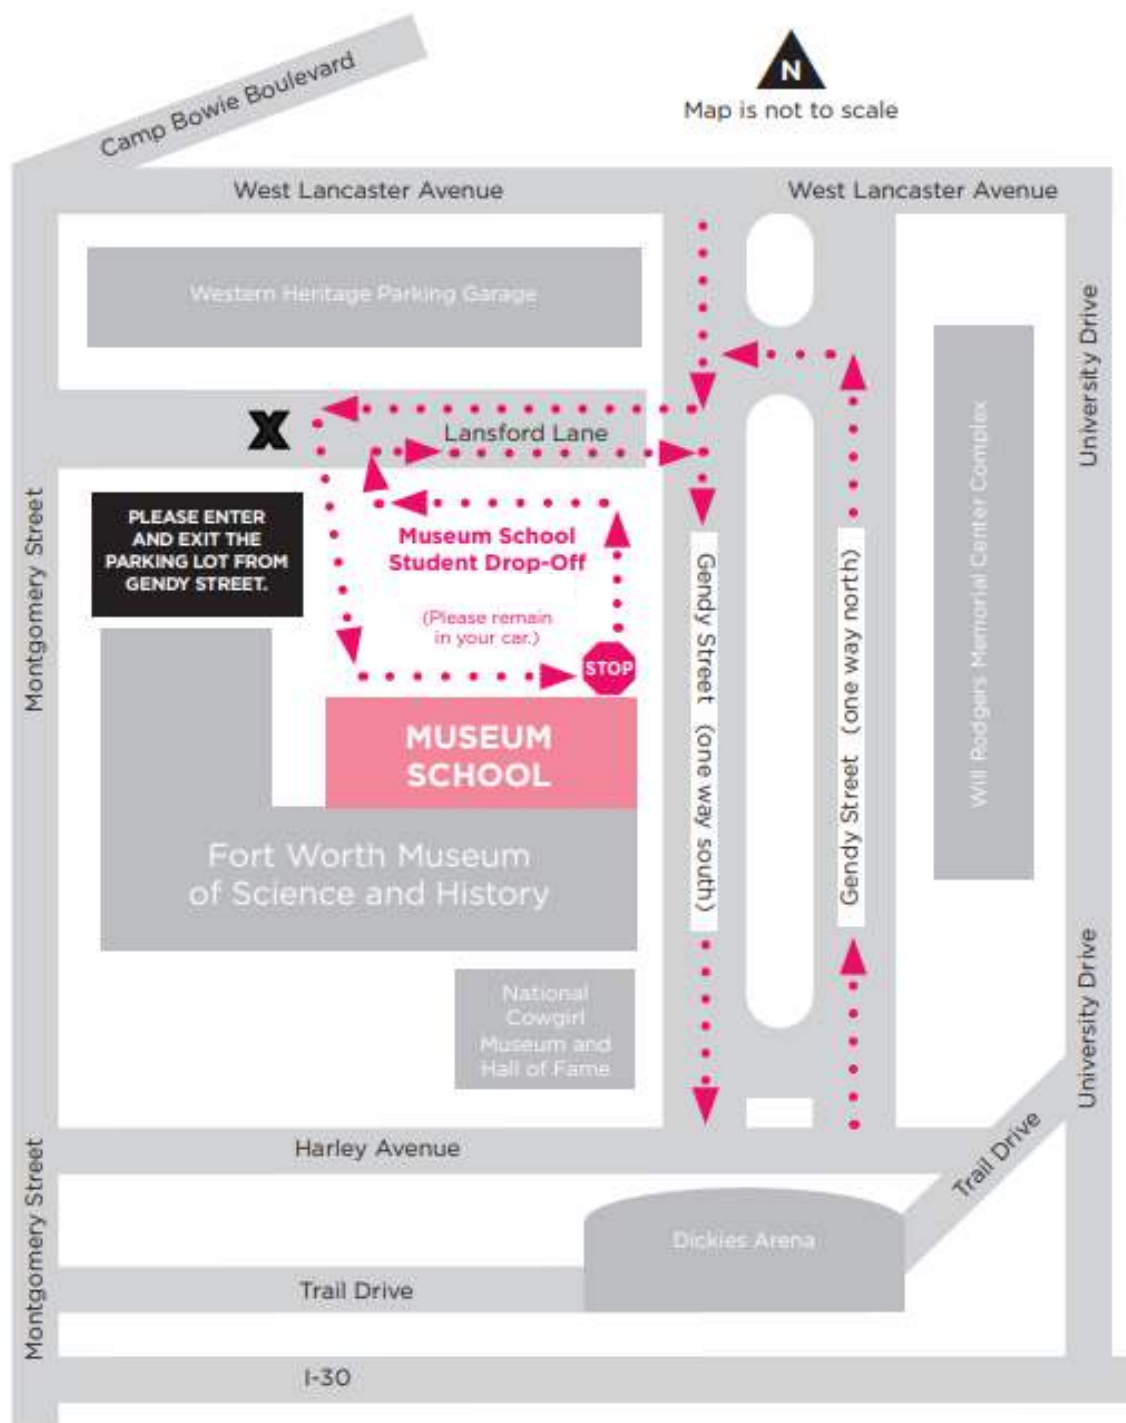 N
Map is not to scale
Camp Bowie Boulevard
West Lancaster Avenue
West Lancaster Avenue
Western Heritage Parking Garage
University Drive
X
Lansford Lane
Montgomery Street
PLEASE ENTER
AND EXIT THE
PARKING LOT FROM
GENDY STREET.
Museum School
Student Drop-Off
(Please remain
in your car.)
STOP
Gendy Street (one way south)
Gendy Street (one way north)
Will Rodgers Memorial Center Complex
MUSEUM
SCHOOL
Fort Worth Museum
of Science and History
National
Cowgirl
Museum and
Hall of Fame
University Drive
Harley Avenue
Trail Drive
Montgomery Street
Dickies Arena
Trail Drive
I-30